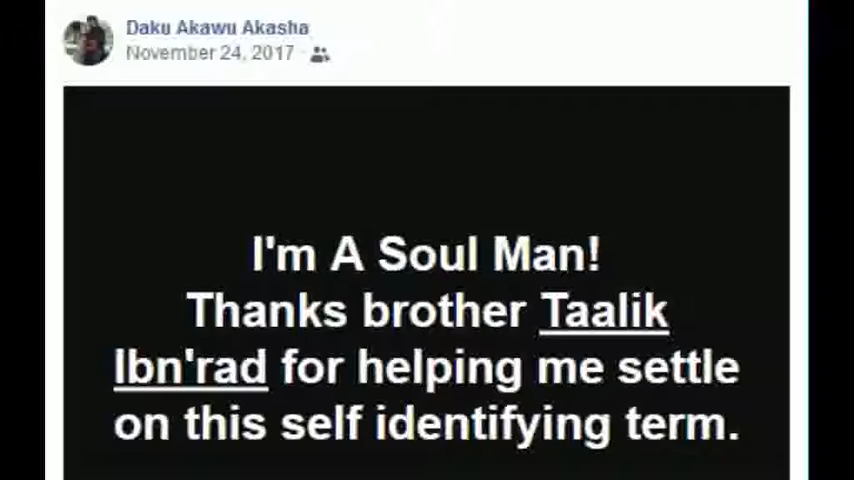 Daku Akawu Akasha
November 24, 2017
I'm A Soul Man!
Thanks brother Taalik
Ibn'rad for helping me settle
on this self identifying term.